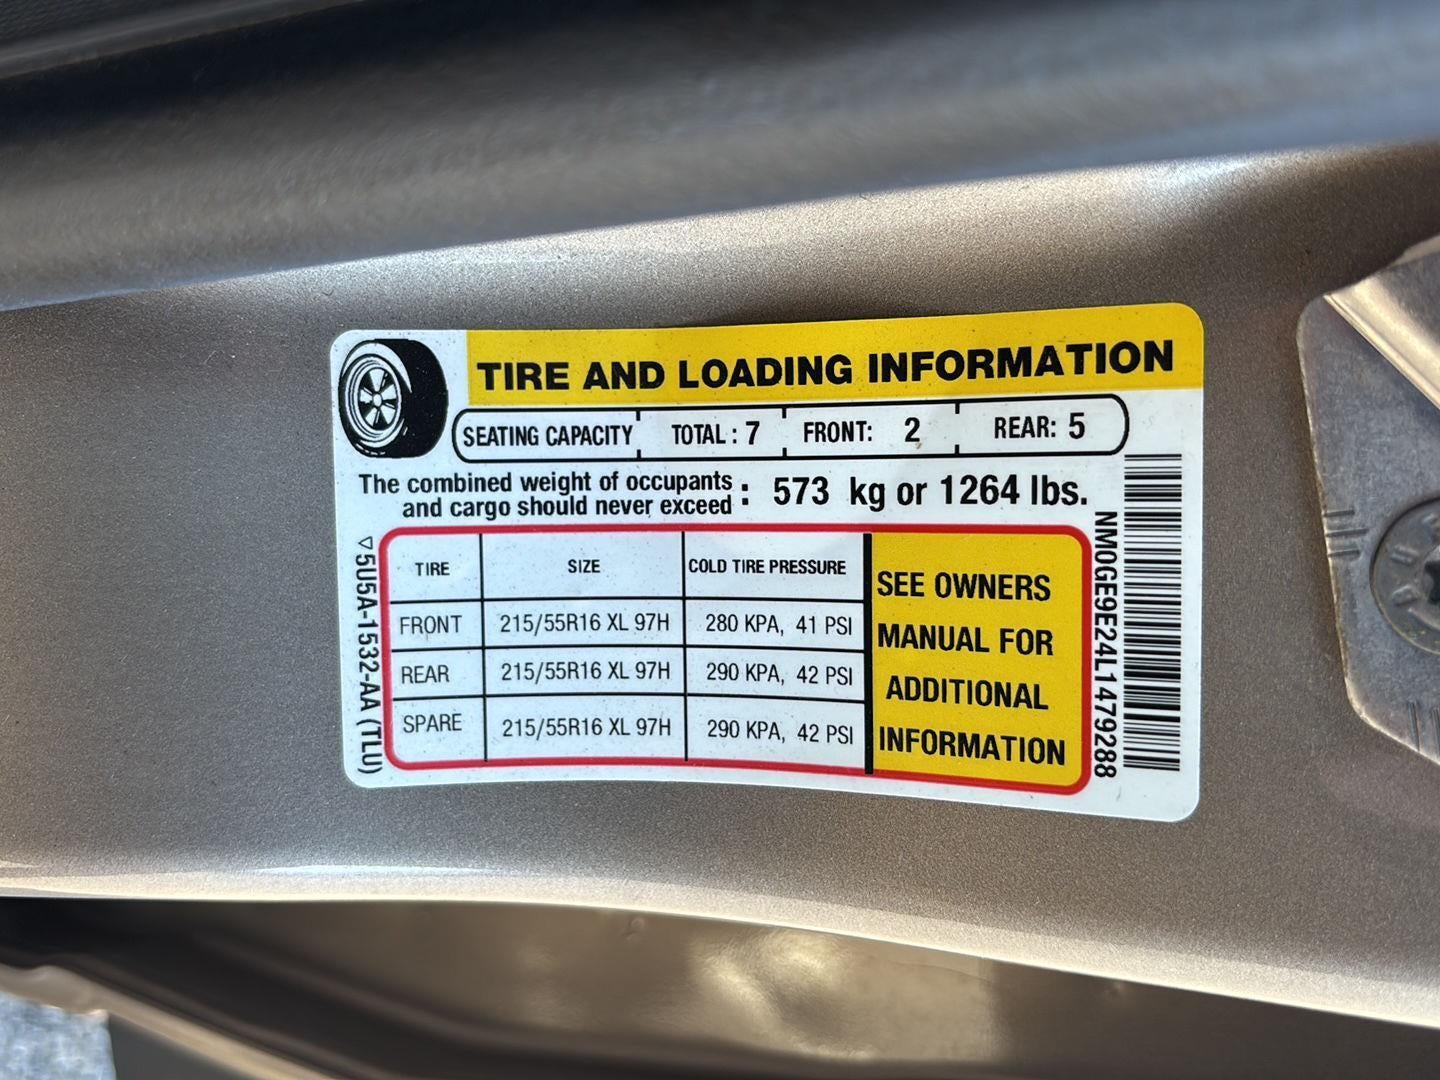 TIRE AND LOADING INFORMATION
SEATING CAPACITY TOTAL : 7 FRONT: 2 REAR: 5
The combined weight of occupants
and cargo should never exceed : 573 kg or 1264 lbs.
TIRE SIZE COLD TIRE PRESSURE
FRONT 215/55R16 XL 97H 280 KPA, 41 PSI
REAR 215/55R16 XL 97H 290 KPA, 42 PSI
SPARE 215/55R16 XL 97H 290 KPA, 42 PSI
SEE OWNERS
MANUAL FOR
ADDITIONAL
INFORMATION
▽5U5A-1532-AA (TLU)
NM0GE9E24L1479288